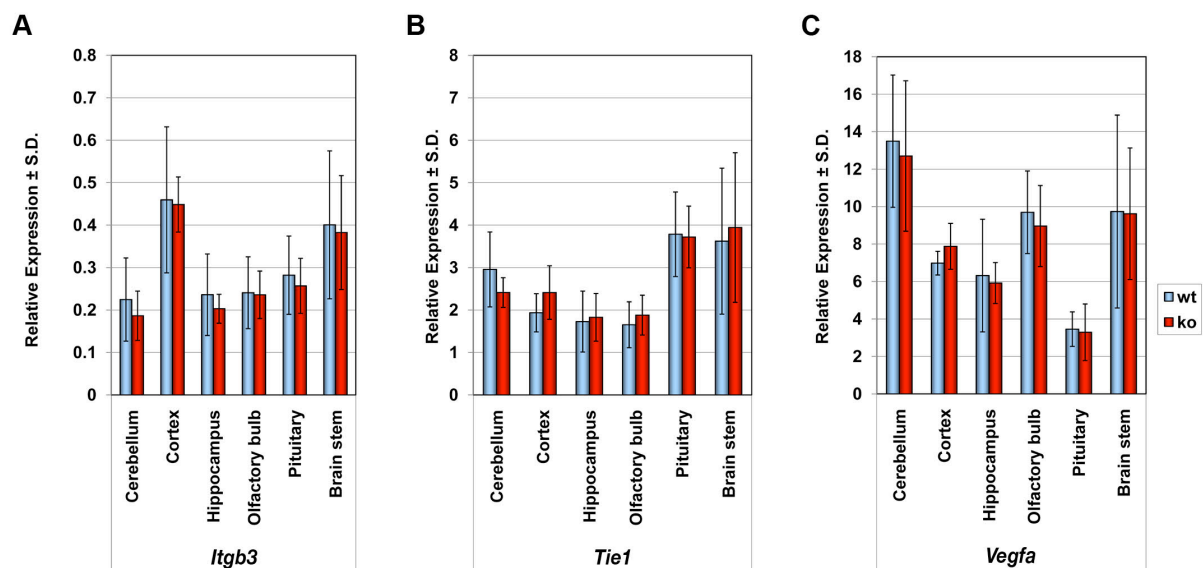 A
Relative Expression ± S.D.
0.8
0.7
0.6
0.5
0.4
0.3
0.2
0.1
0
Cerebellum
Cortex
Hippocampus
Olfactory bulb
Pituitary
Brain stem
Itgb3
B
Relative Expression ± S.D.
8
7
6
5
4
3
2
1
0
Cerebellum
Cortex
Hippocampus
Olfactory bulb
Pituitary
Brain stem
Tie1
C
Relative Expression ± S.D.
18
16
14
12
10
8
6
4
2
0
Cerebellum
Cortex
Hippocampus
Olfactory bulb
Pituitary
Brain stem
Vegfa
wt
ko